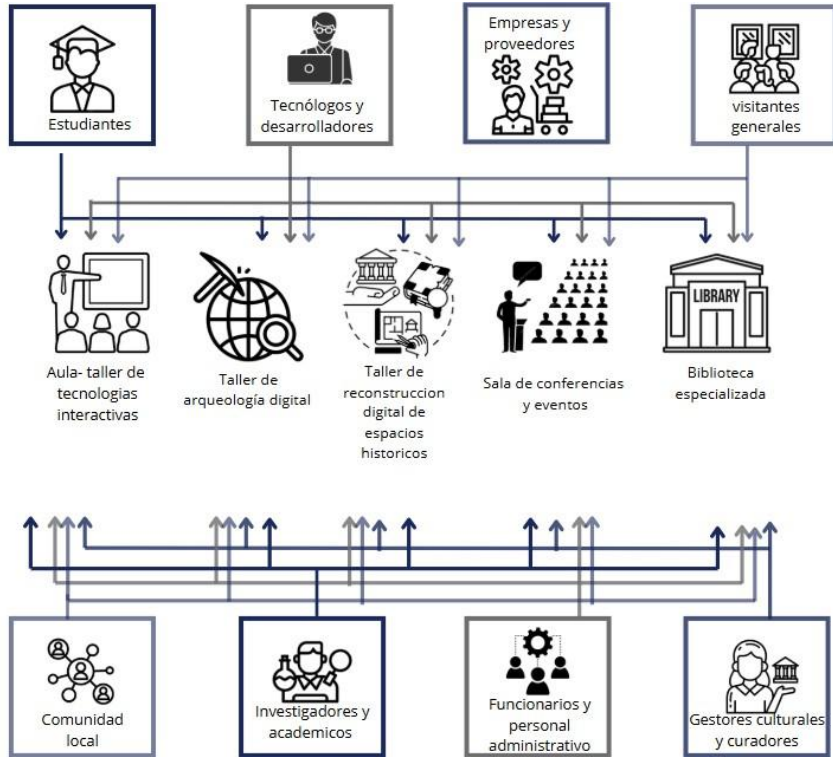 Estudiantes
Tecnólogos y
desarrolladores
Empresas y
proveedores
visitantes
generales
Aula- taller de
tecnologias
interactivas
Taller de
arqueología digital
Taller de
reconstruccion
digital de
espacios
historicos
Sala de conferencias
y eventos
LIBRARY
Biblioteca
especializada
Comunidad
local
Investigadores y
academicos
Funcionarios y
personal
administrativo
Gestores culturales
y curadores